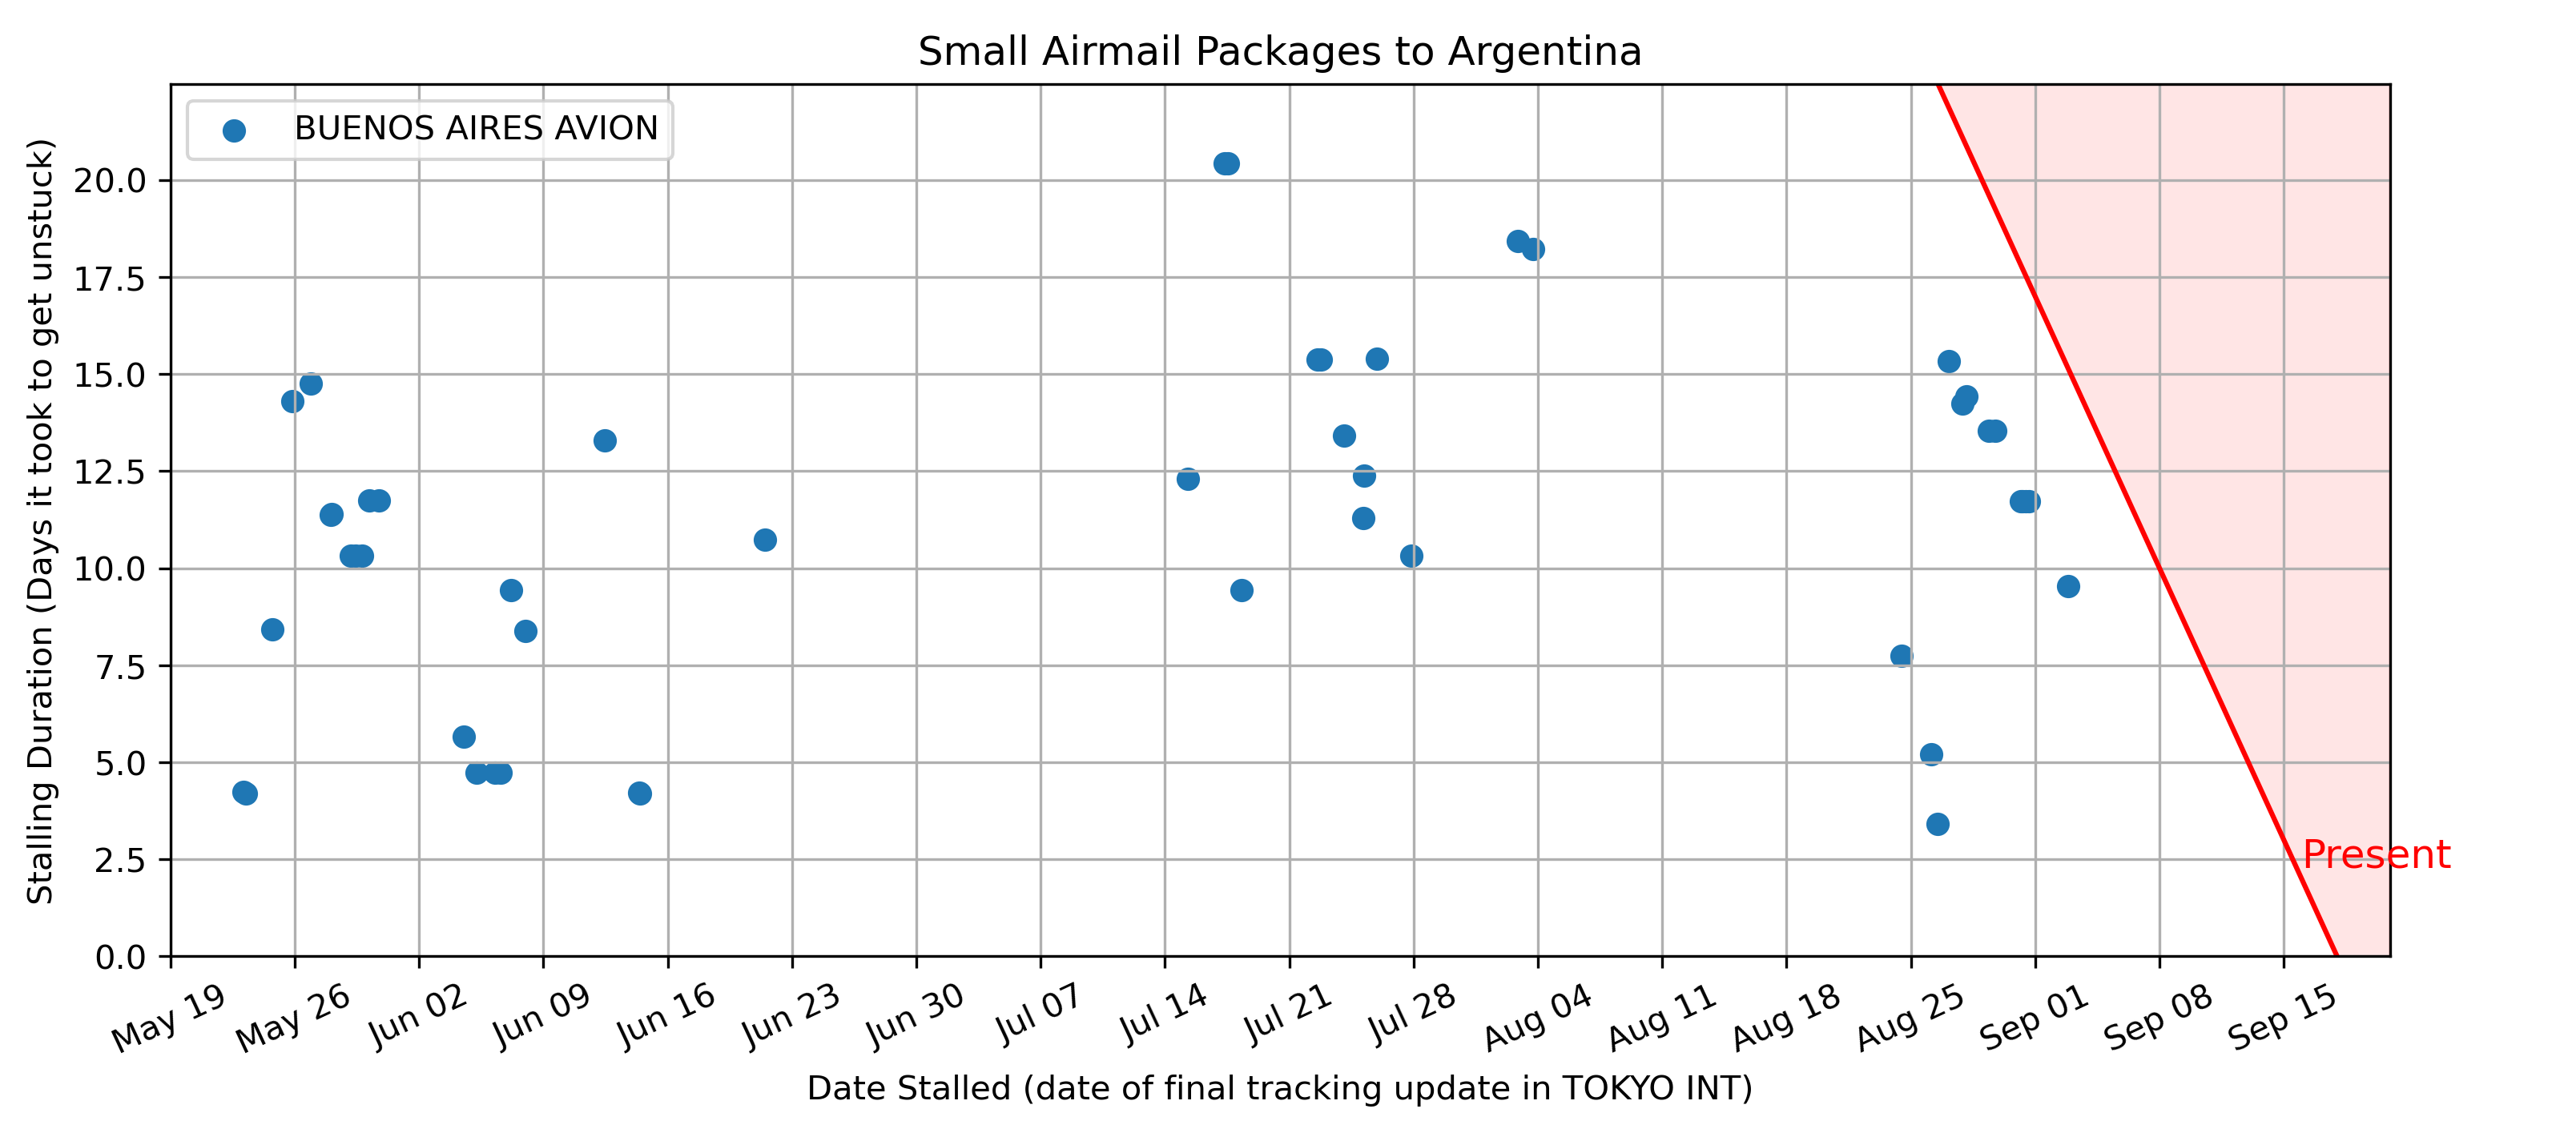 Small Airmail Packages to Argentina
BUENOS AIRES AVION
Stalling Duration (Days it took to get unstuck)
20.0
17.5
15.0
12.5
10.0
7.5
5.0
2.5
0.0
Present
May 19
May 26
Jun 02
Jun 09
Jun 16
Jun 23
Jun 30
Jul 07
Jul 14
Jul 21
Jul 28
Aug 04
Aug 11
Aug 18
Aug 25
Sep 01
Sep 08
Sep 15
Date Stalled (date of final tracking update in TOKYO INT)